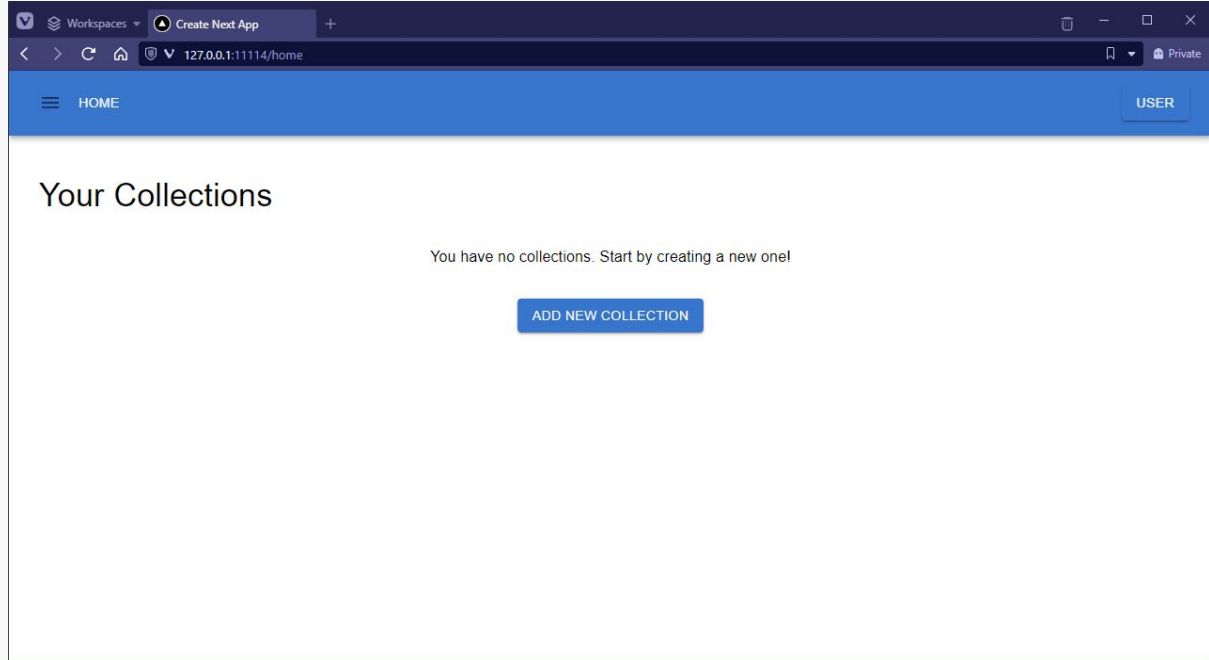 Workspaces
Create Next App
127.0.0.1:11114/home
Private
HOME
USER
Your Collections
You have no collections. Start by creating a new one!
ADD NEW COLLECTION